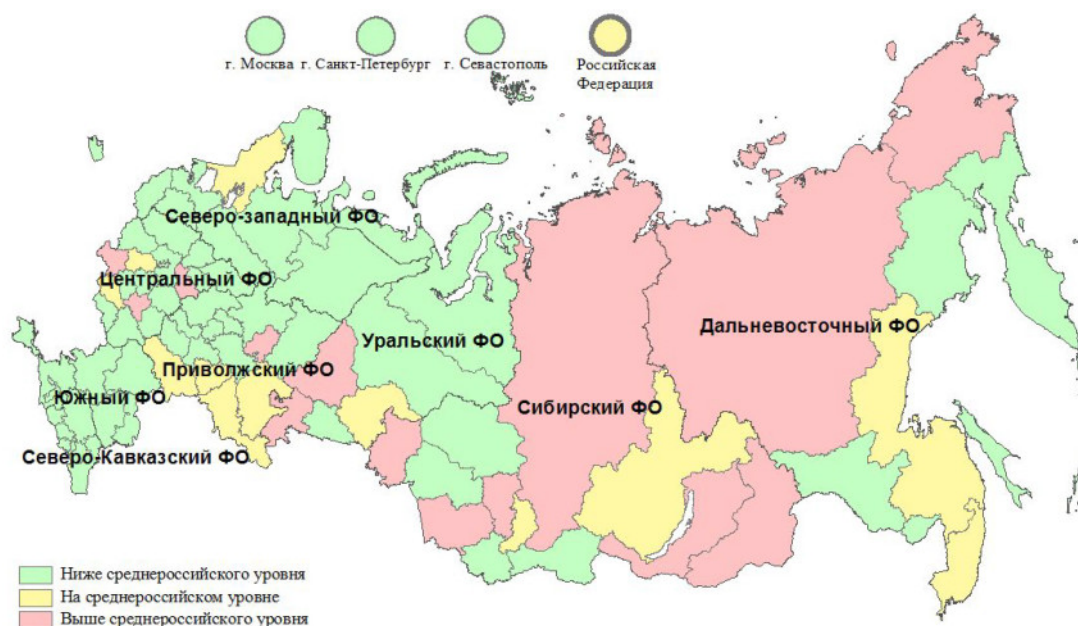 г. Москва г. Санкт-Петербург г. Севастополь Российская
Федерация
Северо-западный ФО
Центральный ФО
Дальневосточный ФО
Уральский ФО
Приволжский ФО
Южный ФО
Сибирский ФО
Северо-Кавказский ФО
Ниже среднероссийского уровня
На среднероссийском уровне
Выше среднероссийского уровня